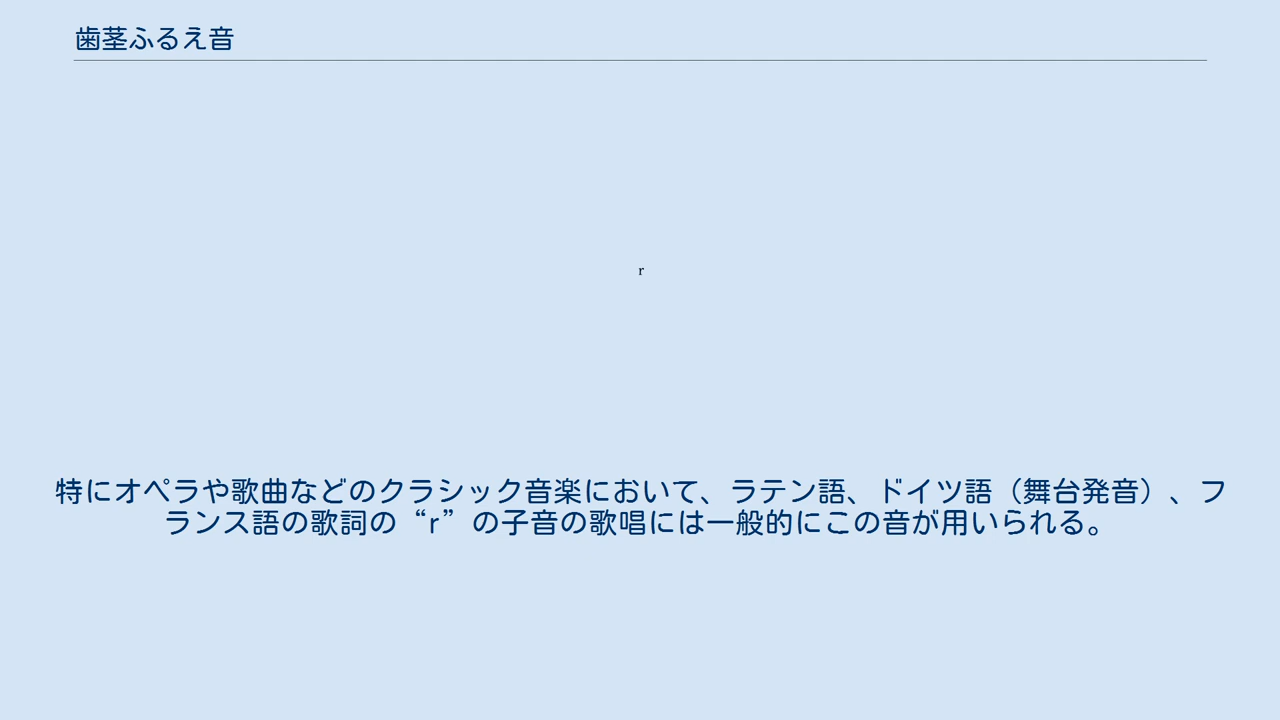 歯茎ふるえ音
r
特にオペラや歌曲などのクラシック音楽において、ラテン語、ドイツ語（舞台発音）、フ
ランス語の歌詞の“r”の子音の歌唱には一般的にこの音が用いられる。